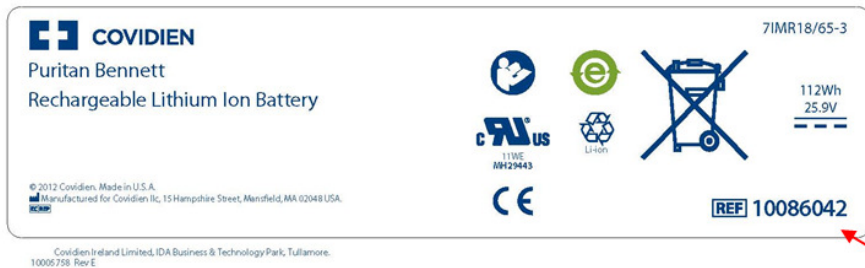 COVIDIEN
Puritan Bennett
Rechargeable Lithium Ion Battery
© 2012 Covidien. Made in U.S.A.
Manufactured for Covidien llc, 15 Hampshire Street, Mansfield, MA 02048 USA.
EC REP
Covidien Ireland Limited, IDA Business & Technology Park, Tullamore.
10005758 Rev E
e
C RU® US
11WE
MH29443
Li-ion
CE
7IMR18/65-3
112Wh
25.9V
REF 10086042